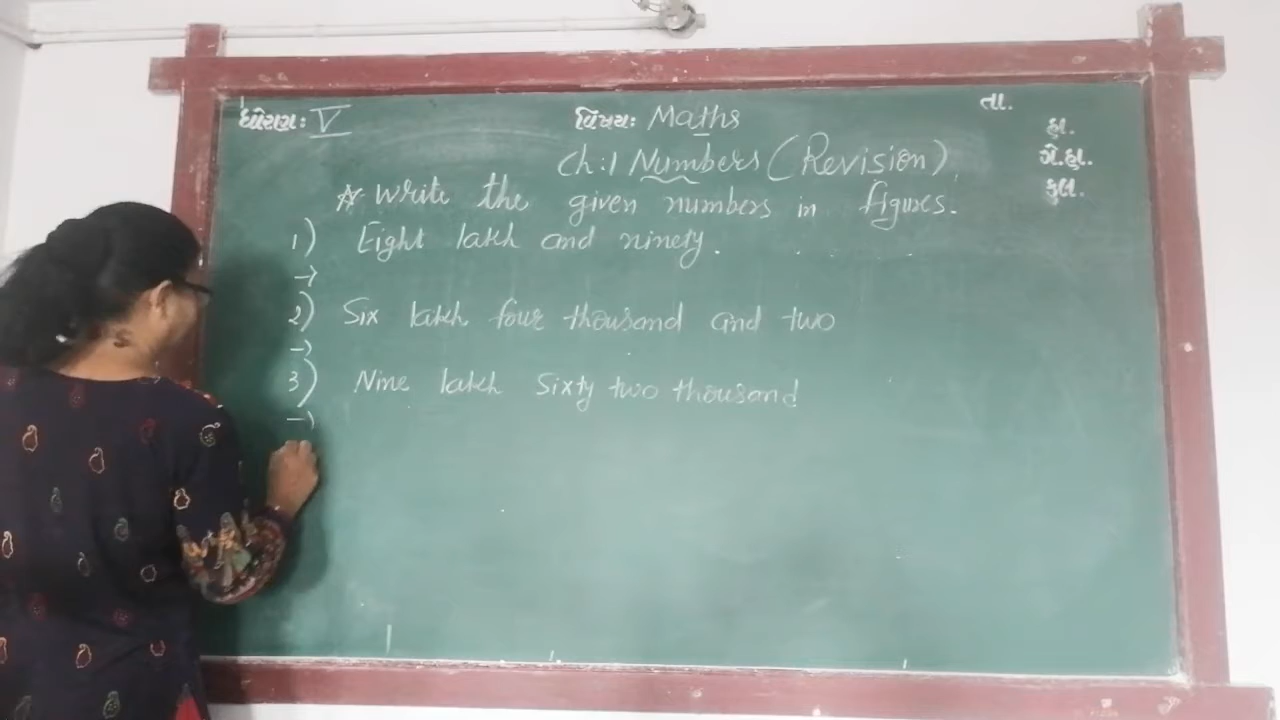 ધોરણ: V
વિષય: Maths
તા.
હા.
ગે.હા.
કુલ.
Ch:1 Numbers (Revision)
☆ Write the given numbers in figures.
1) Eight lakh and ninety.
→
2) Six lakh four thousand and two
→
3) Nine lakh Sixty two thousand
→